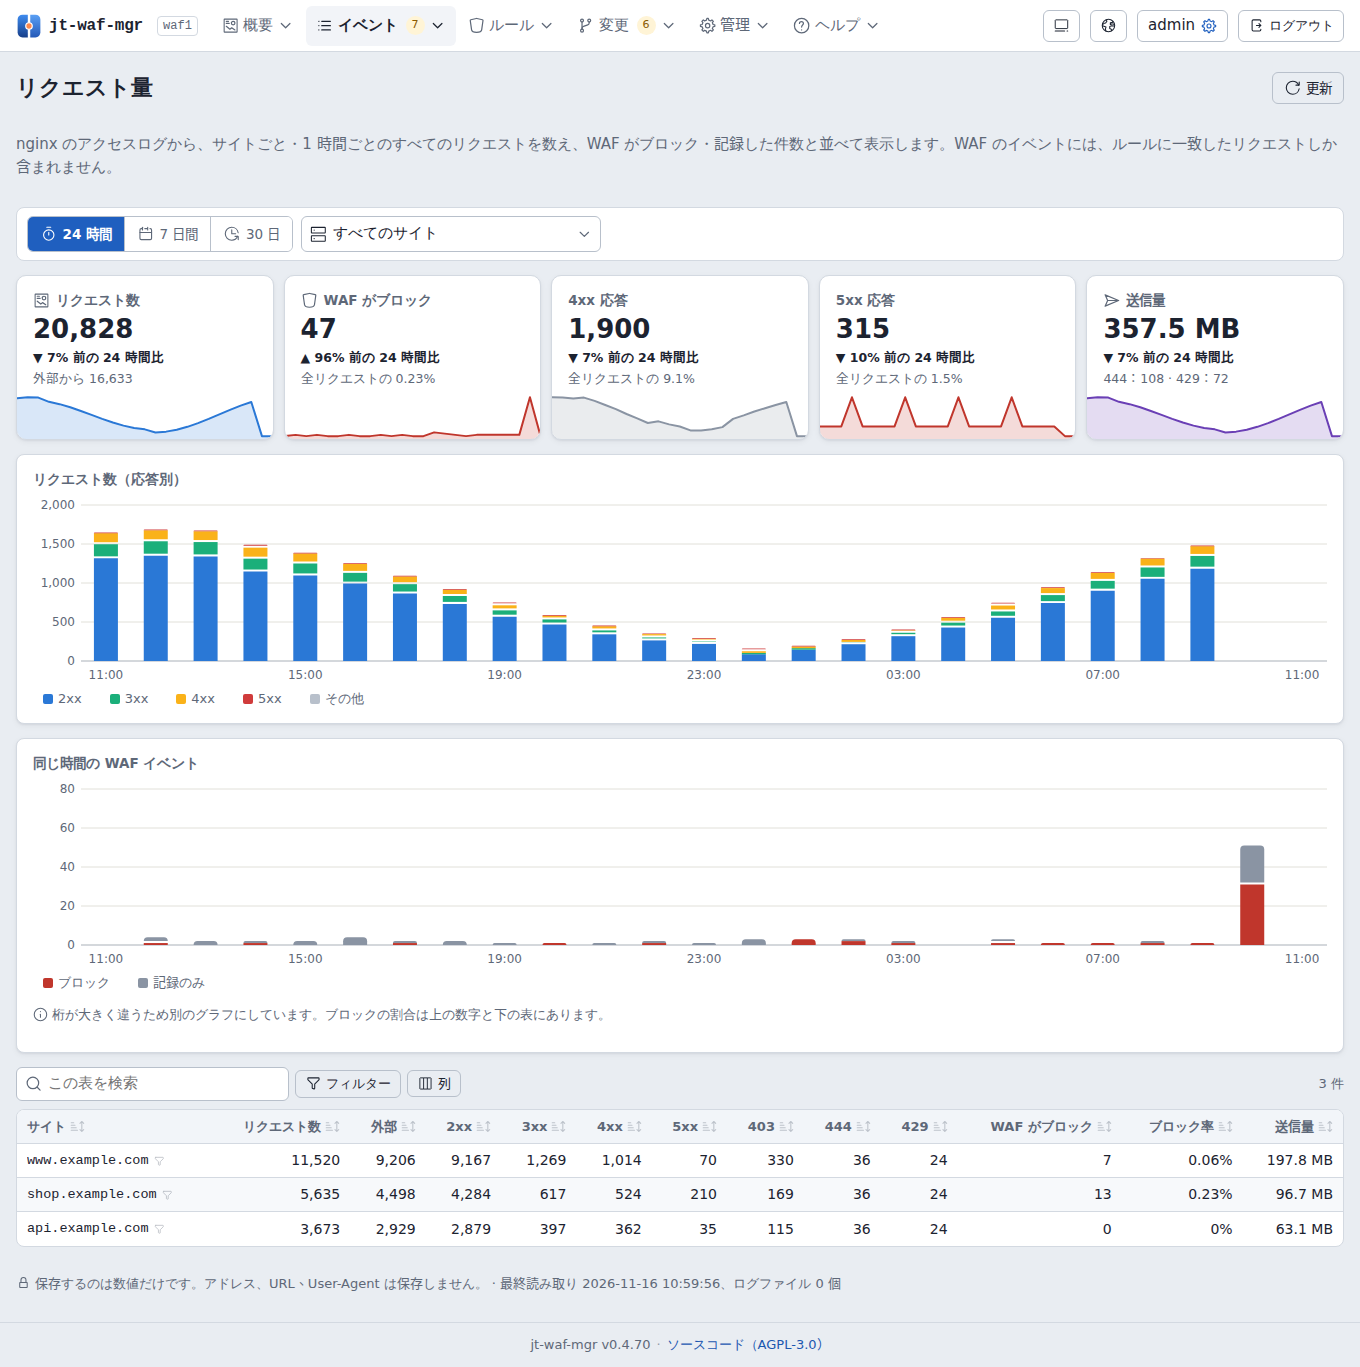 jt-waf-mgr waf1 概要 イベント 7 ルール 変更 6 管理 ヘルプ admin ログアウト
リクエスト量 更新
nginx のアクセスログから、サイトごと・1 時間ごとのすべてのリクエストを数え、WAF がブロック・記録した件数と並べて表示します。WAF のイベントには、ルールに一致したリクエストしか
含まれません。
24 時間 7 日間 30 日 すべてのサイト
リクエスト数 WAF がブロック 4xx 応答 5xx 応答 送信量
20,828 47 1,900 315 357.5 MB
▼ 7% 前の 24 時間比 ▲ 96% 前の 24 時間比 ▼ 7% 前の 24 時間比 ▼ 10% 前の 24 時間比 ▼ 7% 前の 24 時間比
外部から 16,633 全リクエストの 0.23% 全リクエストの 9.1% 全リクエストの 1.5% 444：108 · 429：72
リクエスト数（応答別）
2,000
1,500
1,000
500
0
11:00 15:00 19:00 23:00 03:00 07:00 11:00
2xx 3xx 4xx 5xx その他
同じ時間の WAF イベント
80
60
40
20
0
11:00 15:00 19:00 23:00 03:00 07:00 11:00
ブロック 記録のみ
桁が大きく違うため別のグラフにしています。ブロックの割合は上の数字と下の表にあります。
この表を検索 フィルター 列 3 件
サイト リクエスト数 外部 2xx 3xx 4xx 5xx 403 444 429 WAF がブロック ブロック率 送信量
www.example.com 11,520 9,206 9,167 1,269 1,014 70 330 36 24 7 0.06% 197.8 MB
shop.example.com 5,635 4,498 4,284 617 524 210 169 36 24 13 0.23% 96.7 MB
api.example.com 3,673 2,929 2,879 397 362 35 115 36 24 0 0% 63.1 MB
保存するのは数値だけです。アドレス、URL、User-Agent は保存しません。 · 最終読み取り 2026-11-16 10:59:56、ログファイル 0 個
jt-waf-mgr v0.4.70 · ソースコード（AGPL-3.0）